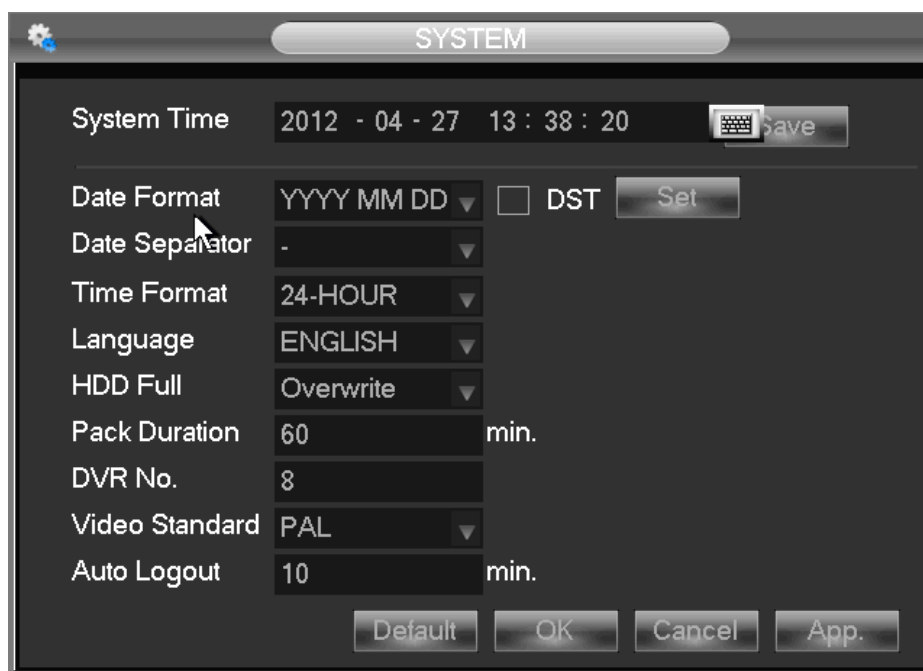 SYSTEM
System Time 2012 - 04 - 27 13 : 38 : 20 Save
Date Format YYYY MM DD DST Set
Date Separator -
Time Format 24-HOUR
Language ENGLISH
HDD Full Overwrite
Pack Duration 60 min.
DVR No. 8
Video Standard PAL
Auto Logout 10 min.
Default OK Cancel App.